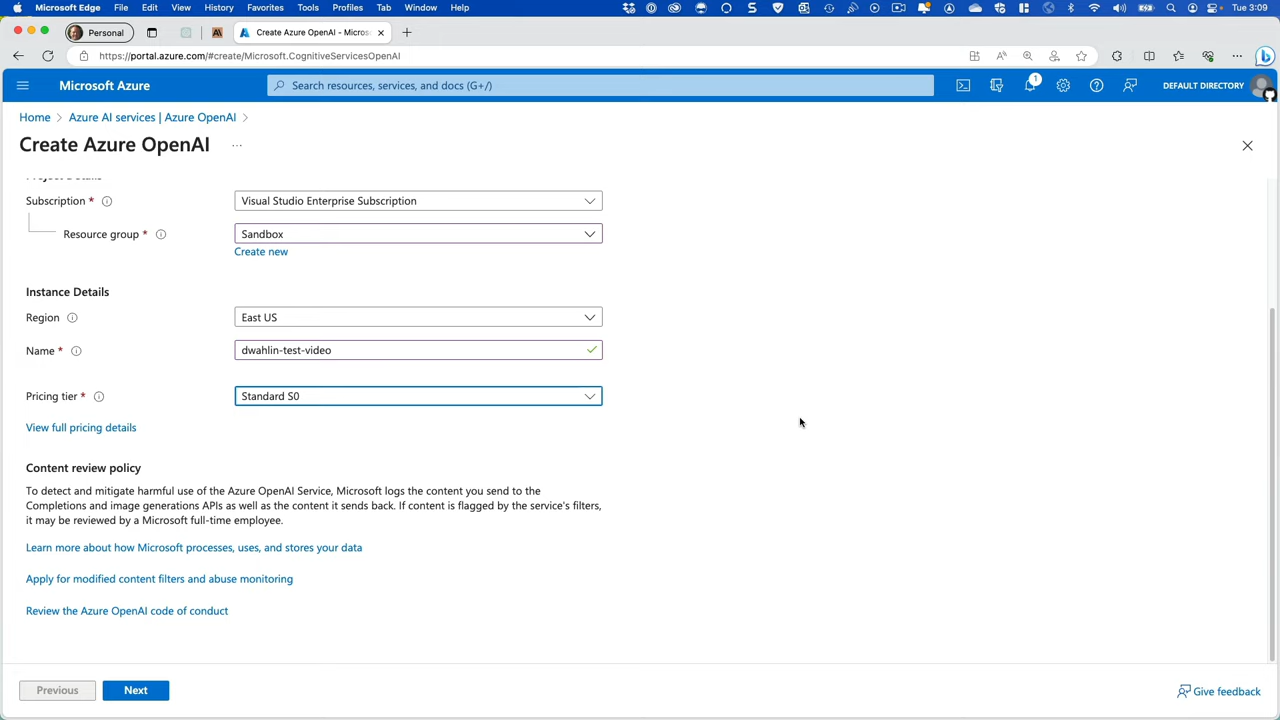 Microsoft Edge File Edit View History Favorites Tools Profiles Tab Window Help Tue 3:09
Personal Create Azure OpenAI - Micros
https://portal.azure.com/#create/Microsoft.CognitiveServicesOpenAI
Microsoft Azure Search resources, services, and docs (G+/) 1 DEFAULT DIRECTORY
Home > Azure AI services | Azure OpenAI >
Create Azure OpenAI ...
Project Details
Subscription * Visual Studio Enterprise Subscription
Resource group * Sandbox
Create new
Instance Details
Region East US
Name * dwahlin-test-video
Pricing tier * Standard S0
View full pricing details
Content review policy
To detect and mitigate harmful use of the Azure OpenAI Service, Microsoft logs the content you send to the
Completions and image generations APIs as well as the content it sends back. If content is flagged by the service's filters,
it may be reviewed by a Microsoft full-time employee.
Learn more about how Microsoft processes, uses, and stores your data
Apply for modified content filters and abuse monitoring
Review the Azure OpenAI code of conduct
Previous Next Give feedback